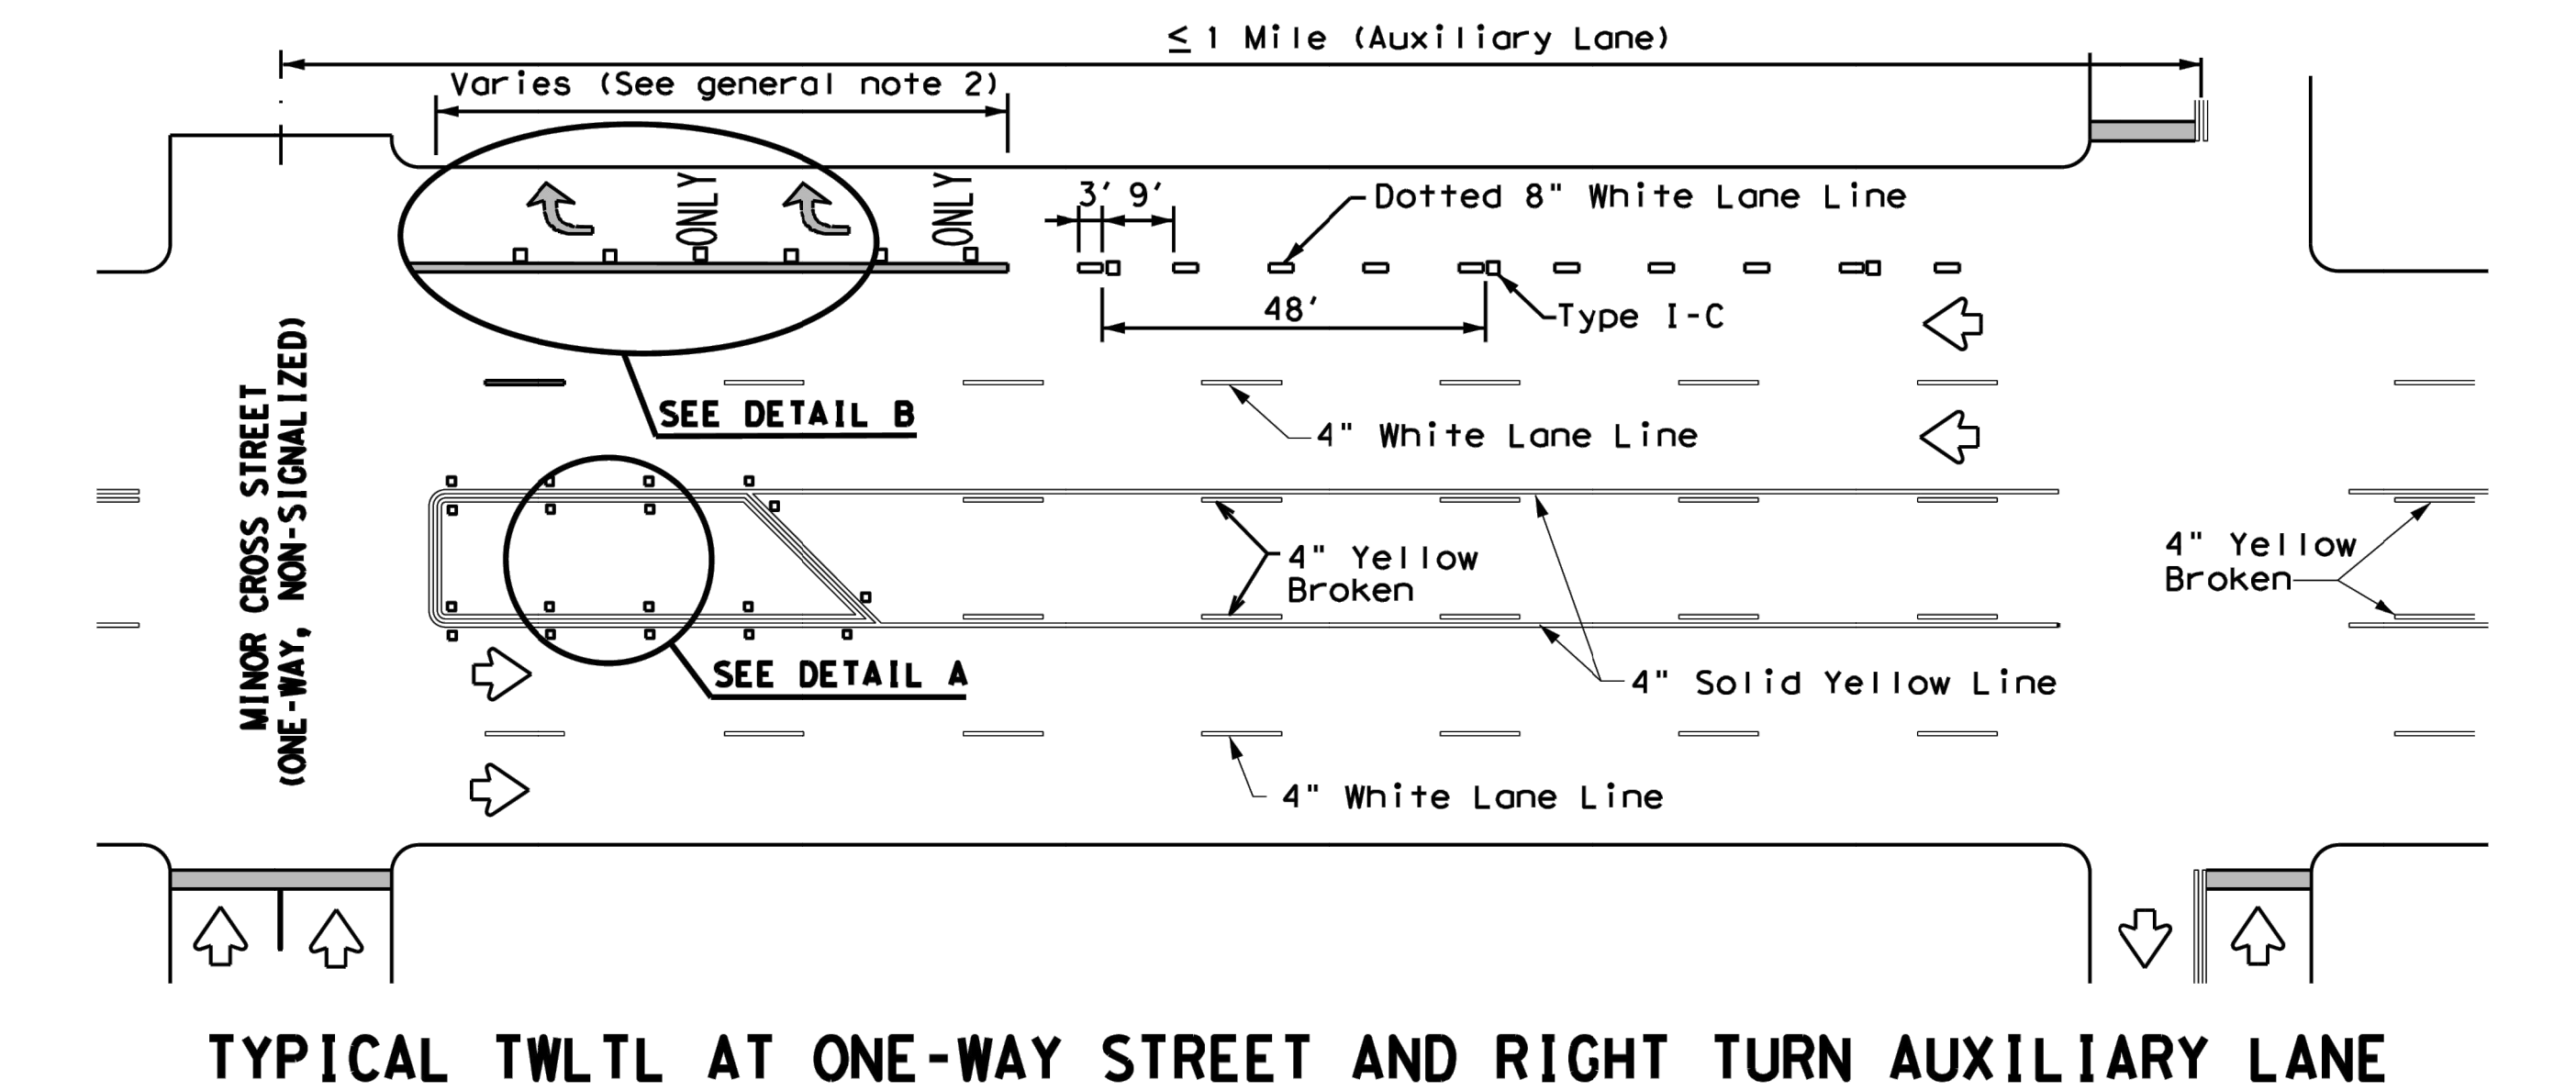 ≤ 1 Mile (Auxiliary Lane)
Varies (See general note 2)
ONLY
ONLY
3' 9'
Dotted 8" White Lane Line
48'
Type I-C
SEE DETAIL B
4" White Lane Line
MINOR CROSS STREET
(ONE-WAY, NON-SIGNALIZED)
4" Yellow
Broken
4" Yellow
Broken
SEE DETAIL A
4" Solid Yellow Line
4" White Lane Line
TYPICAL TWLTL AT ONE-WAY STREET AND RIGHT TURN AUXILIARY LANE